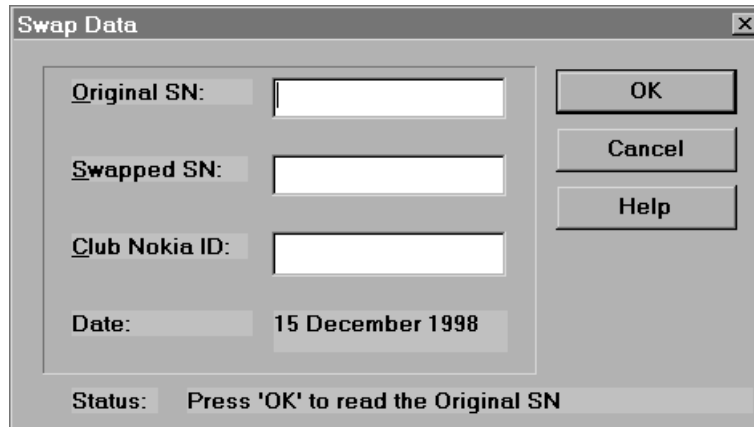 Swap Data
Original SN:
OK
Swapped SN:
Cancel
Help
Club Nokia ID:
Date: 15 December 1998
Status: Press 'OK' to read the Original SN